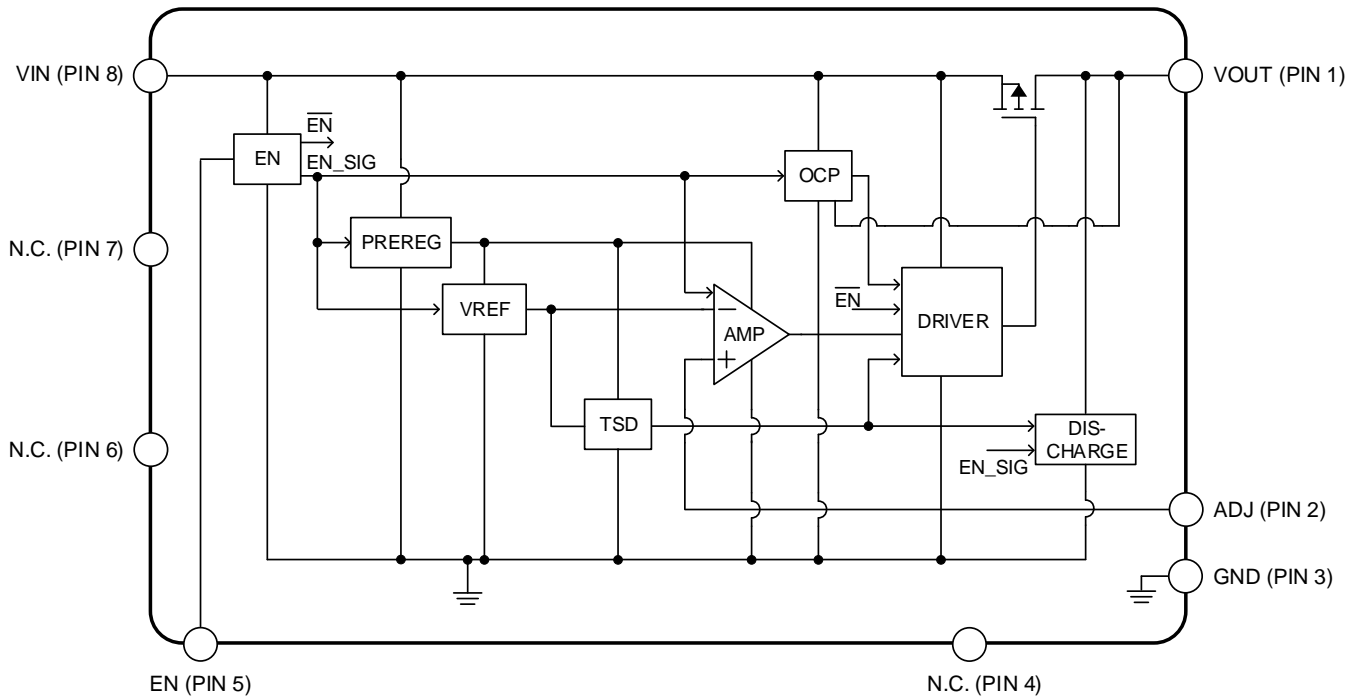 VIN (PIN 8)
VOUT (PIN 1)
EN
EN
EN_SIG
OCP
N.C. (PIN 7)
PREREG
VREF
EN
DRIVER
AMP
N.C. (PIN 6)
TSD
DIS-
CHARGE
EN_SIG
ADJ (PIN 2)
GND (PIN 3)
EN (PIN 5)
N.C. (PIN 4)